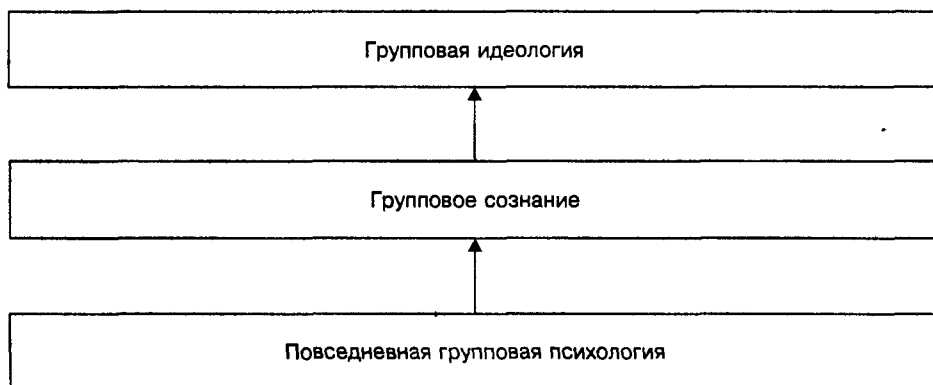 Групповая идеология
Групповое сознание
Повседневная групповая психология